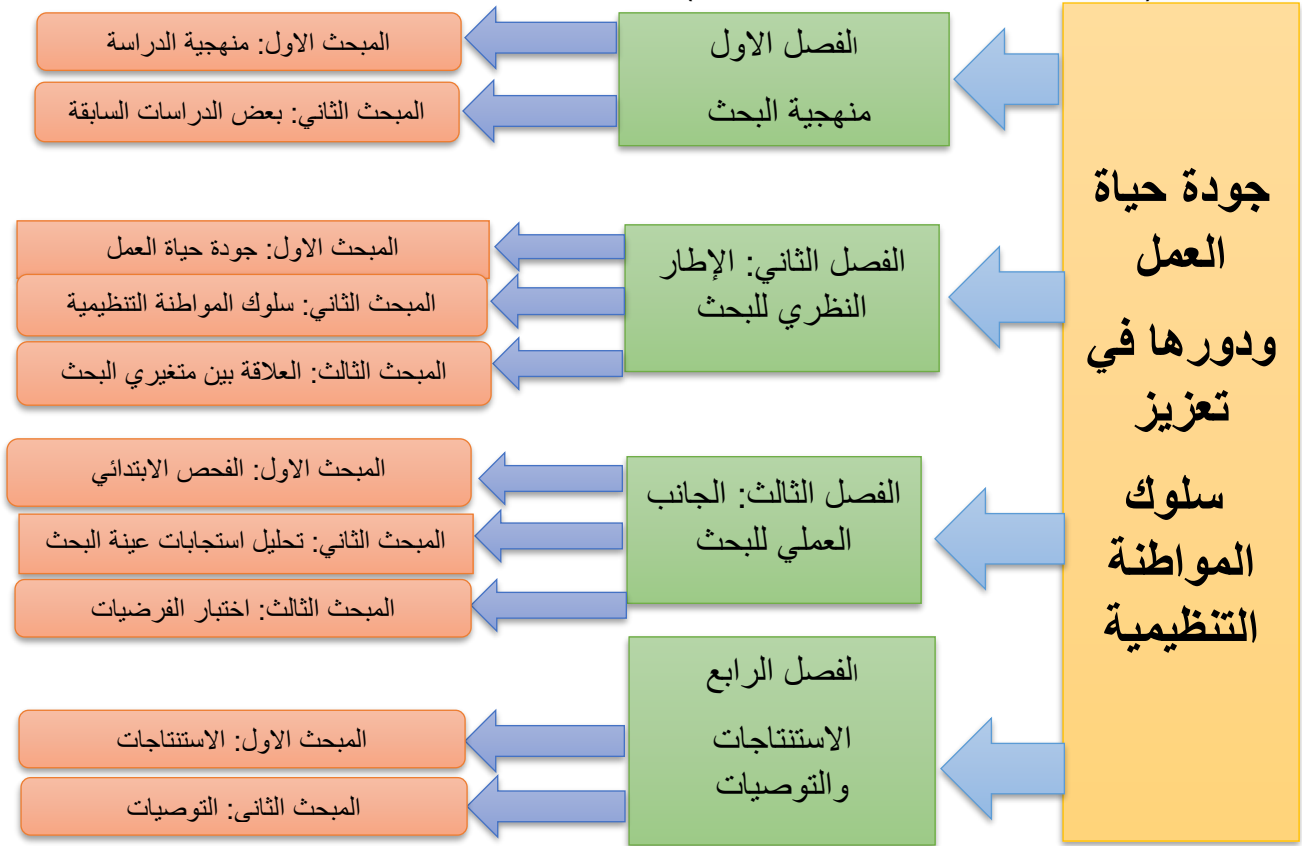 جودة حياة
العمل
ودورها في
تعزيز
سلوك
المواطنة
التنظيمية
الفصل الاول
منهجية البحث
المبحث الاول: منهجية الدراسة
المبحث الثاني: بعض الدراسات السابقة
الفصل الثاني: الإطار
النظري للبحث
المبحث الاول: جودة حياة العمل
المبحث الثاني: سلوك المواطنة التنظيمية
المبحث الثالث: العلاقة بين متغيري البحث
الفصل الثالث: الجانب
العملي للبحث
المبحث الاول: الفحص الابتدائي
المبحث الثاني: تحليل استجابات عينة البحث
المبحث الثالث: اختبار الفرضيات
الفصل الرابع
الاستنتاجات
والتوصيات
المبحث الاول: الاستنتاجات
المبحث الثاني: التوصيات